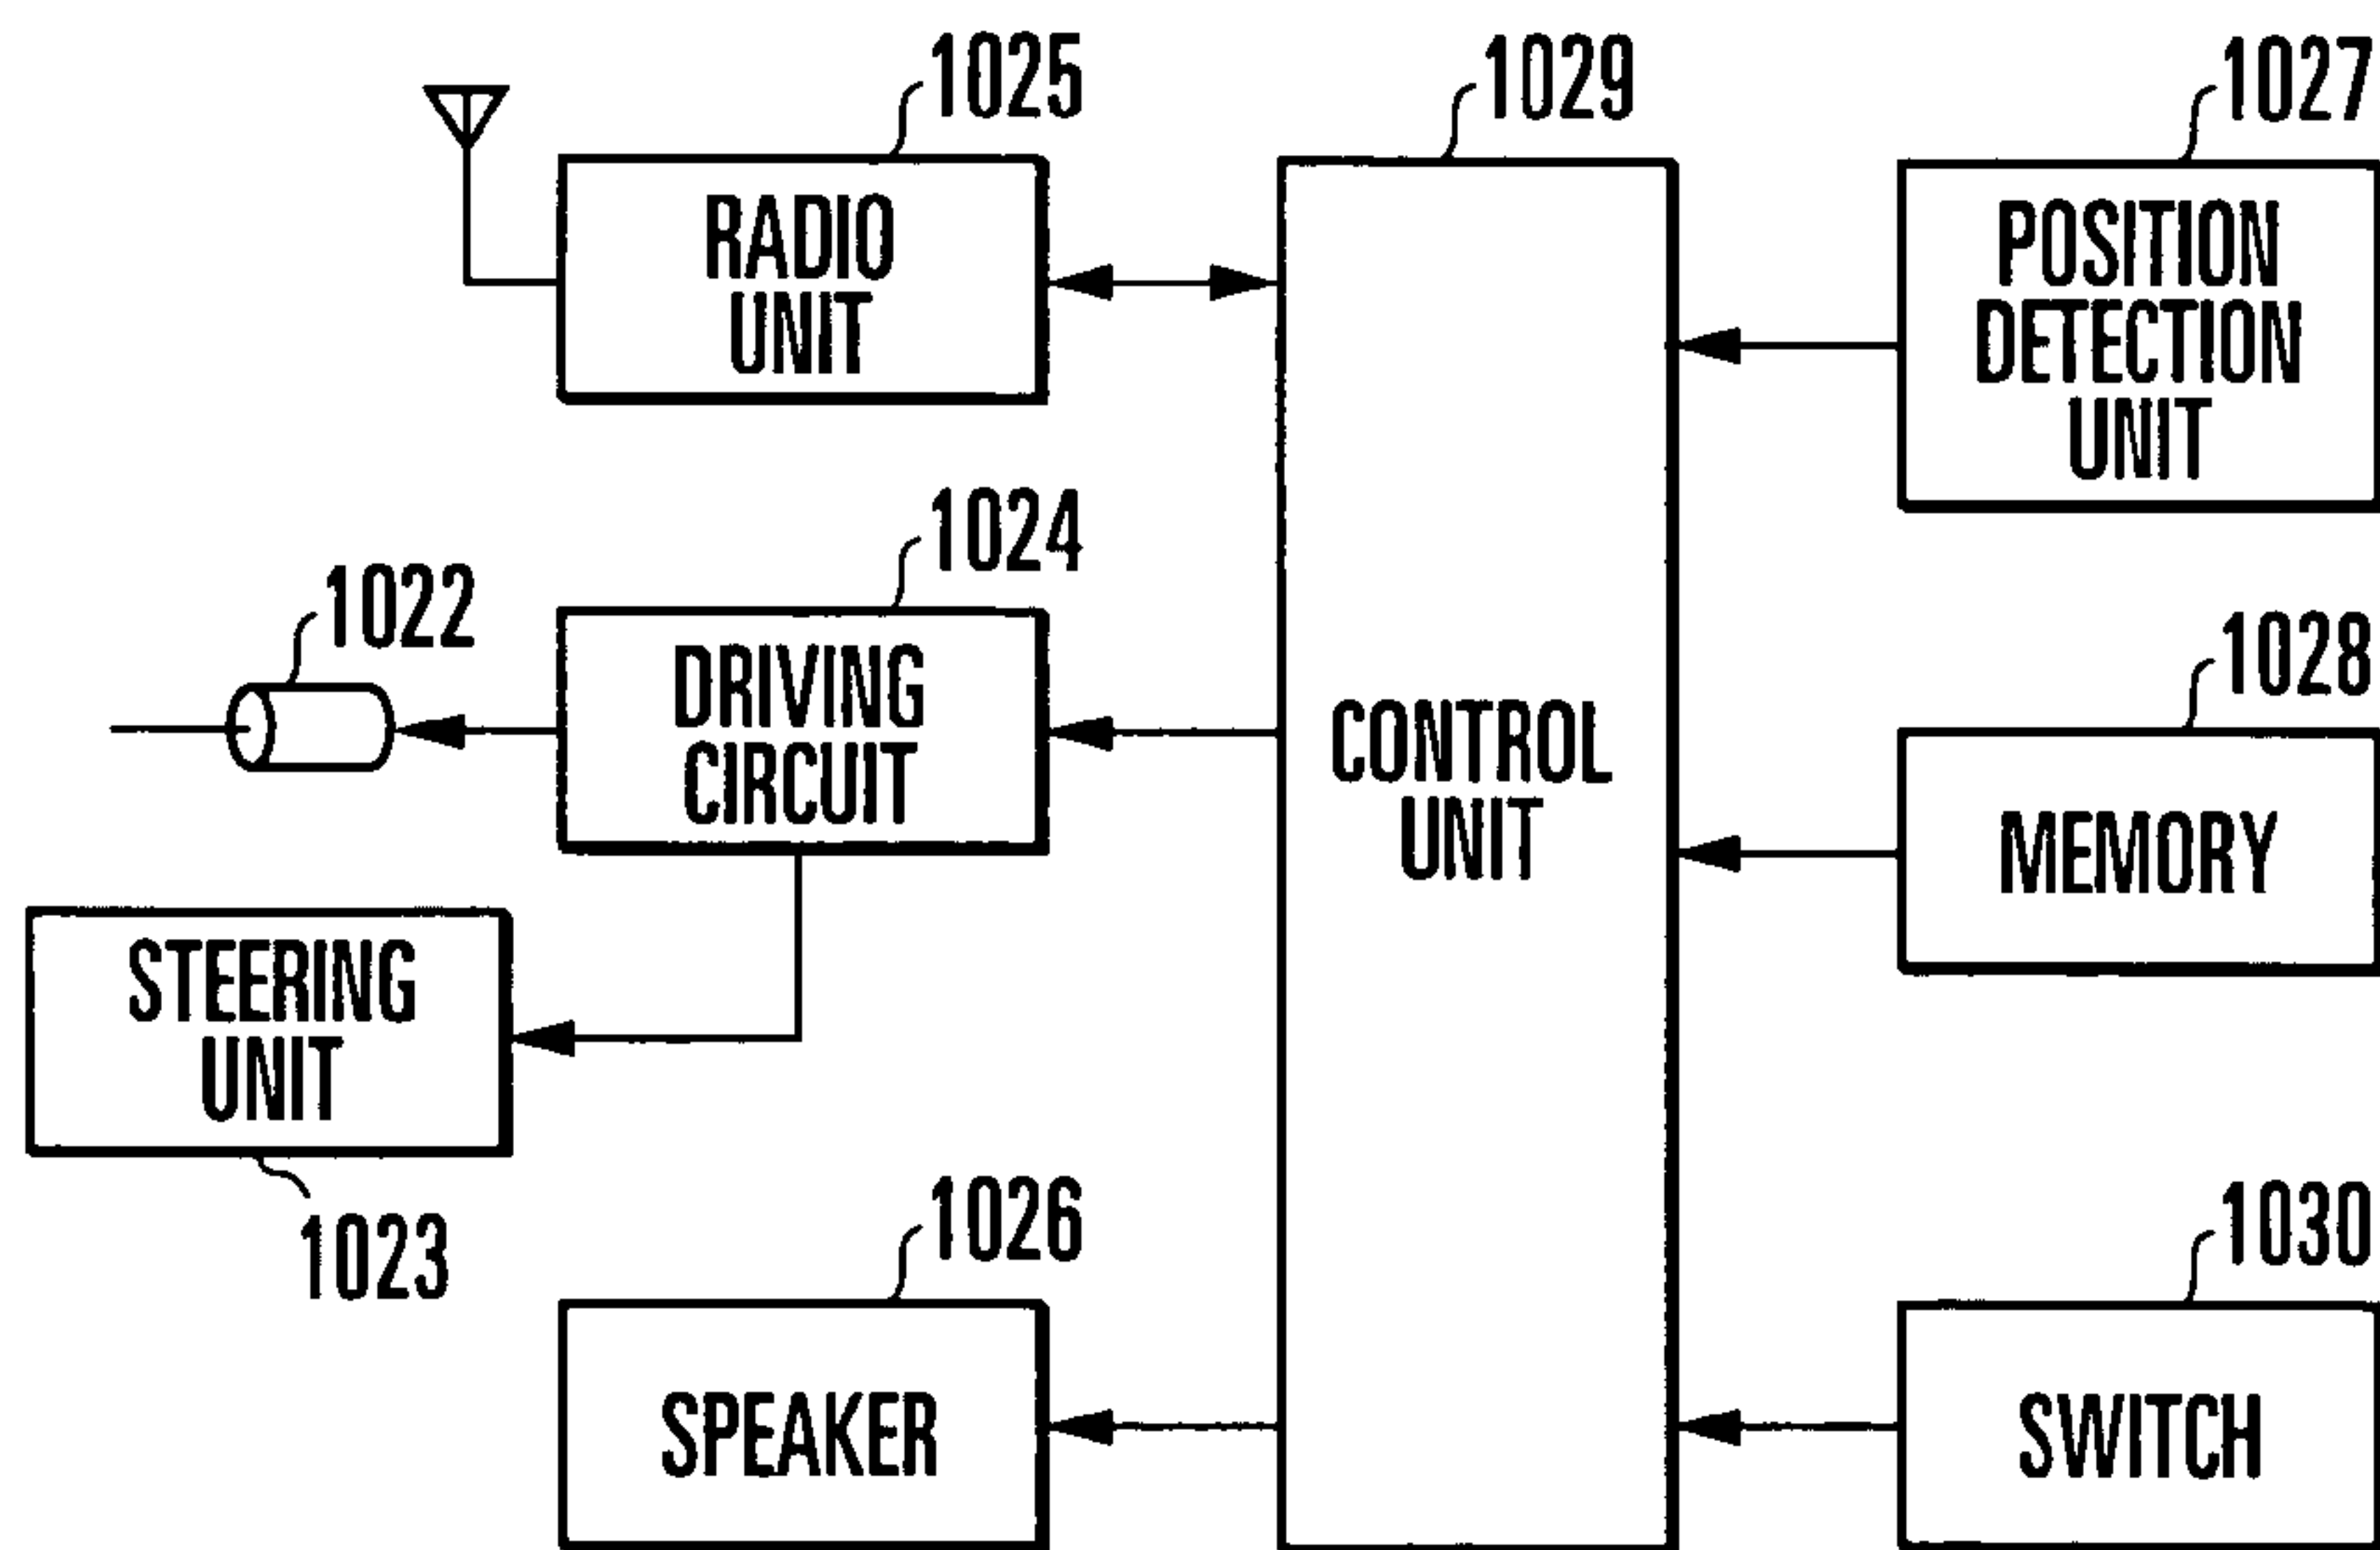 1025
1029
1027
RADIO
UNIT
POSITION
DETECTION
UNIT
1024
1022
1028
DRIVING
CIRCUIT
CONTROL
UNIT
MEMORY
STEERING
UNIT
1023
1026
1030
SPEAKER
SWITCH